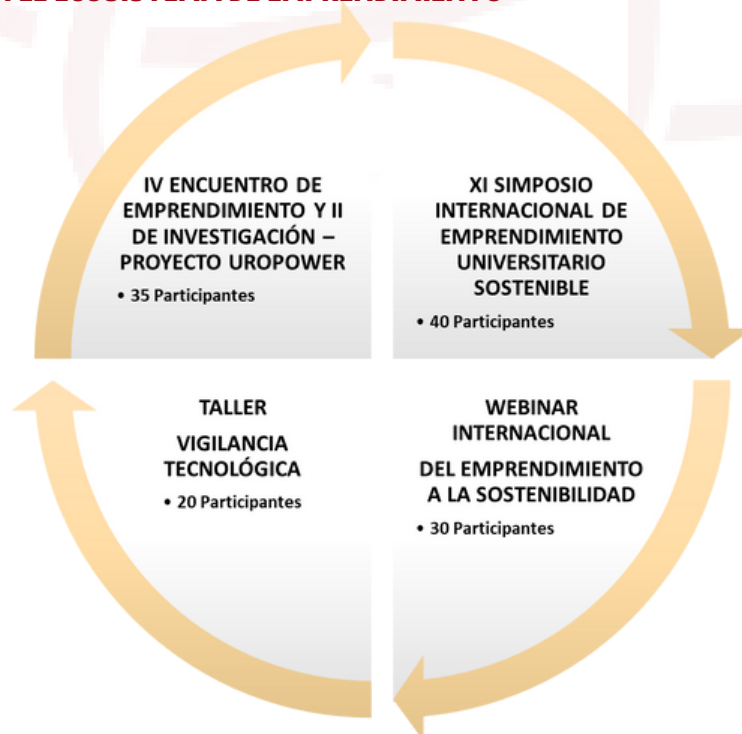 IV ENCUENTRO DE
EMPRENDIMIENTO Y II
DE INVESTIGACIÓN –
PROYECTO UROPOWER
• 35 Participantes
XI SIMPOSIO
INTERNACIONAL DE
EMPRENDIMIENTO
UNIVERSITARIO
SOSTENIBLE
• 40 Participantes
TALLER
VIGILANCIA
TECNOLÓGICA
• 20 Participantes
WEBINAR
INTERNACIONAL
DEL EMPRENDIMIENTO
A LA SOSTENIBILIDAD
• 30 Participantes